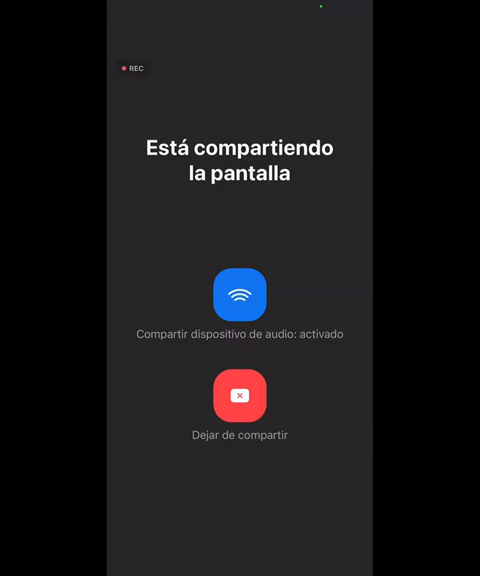 REC
Está compartiendo
la pantalla
Compartir dispositivo de audio: activado
Dejar de compartir